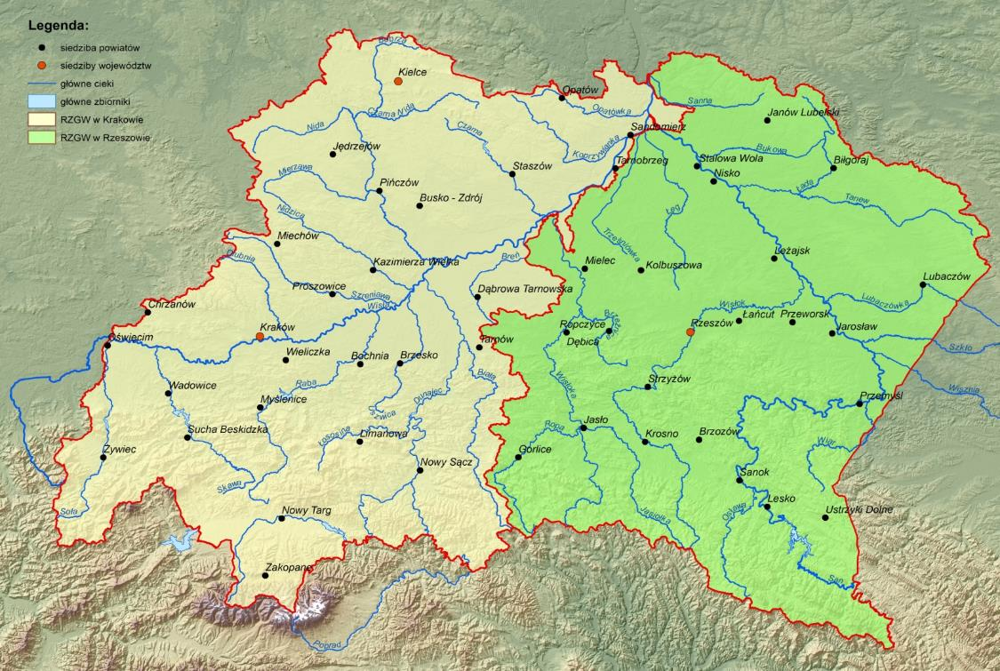 Legenda:
siedziba powiatów
siedziby województw
główne cieki
główne zbiorniki
RZGW w Krakowie
RZGW w Rzeszowie
Bobrza
Kielce
Opatów
Opatówka
Sanna
Janów Lubelski
Czarna Nida
Nida
Czarna
Sandomierz
Koprzywianka
Jędrzejów
Bukowa
Stalowa Wola
Biłgoraj
Tarnobrzeg
Staszów
Nisko
Mierzawa
Pińczów
Łada
Tanew
Busko - Zdrój
Nidzica
Łęg
Miechów
Trześniówka
Dłubnia
Breń
Leżajsk
Kazimierza Wielka
Mielec
Kolbuszowa
Lubaczów
Proszowice
Szreniawa
Dąbrowa Tarnowska
Wisła
Wisłok
Lubaczówka
Chrzanów
Łańcut
Przeworsk
Kraków
Ropczyce
Brzeźnica
Rzeszów
Jarosław
Oświęcim
Tarnów
Dębica
Szkło
Wieliczka
Bochnia
Brzesko
Biała
Strzyżów
Wisznia
Raba
Wisłoka
Wadowice
Dunajec
Myślenice
Przemyśl
Uszwica
Ropa
Jasło
Sucha Beskidzka
Łososina
Limanowa
Krosno
Brzozów
Wiar
Żywiec
Gorlice
Nowy Sącz
Sanok
Skawa
Lesko
Soła
Nowy Targ
Jasiołka
Osława
Ustrzyki Dolne
Zakopane
San
Poprad